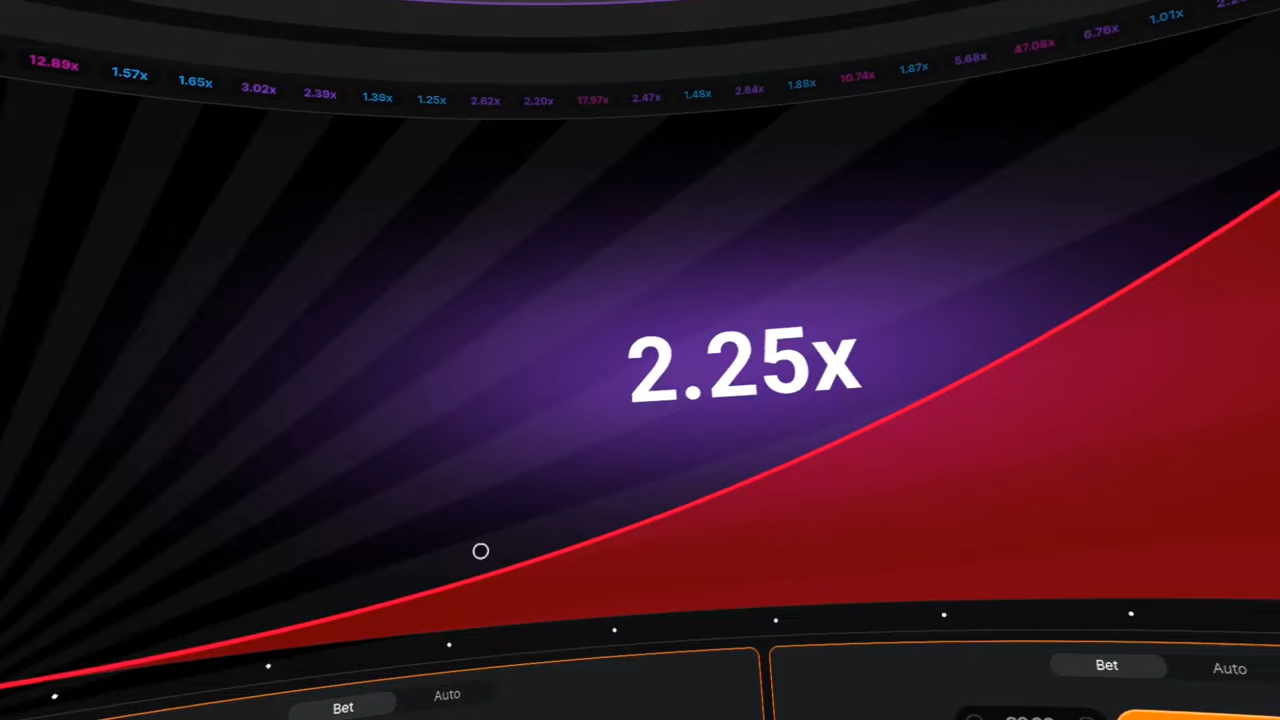 12.89x 1.57x 1.65x 3.02x 2.39x 1.39x 1.25x 2.62x 2.20x 17.97x 2.47x 1.48x 2.64x 1.88x 10.74x 1.87x 5.68x 47.08x 6.76x 1.01x
2.25x
Bet Auto
Bet Auto